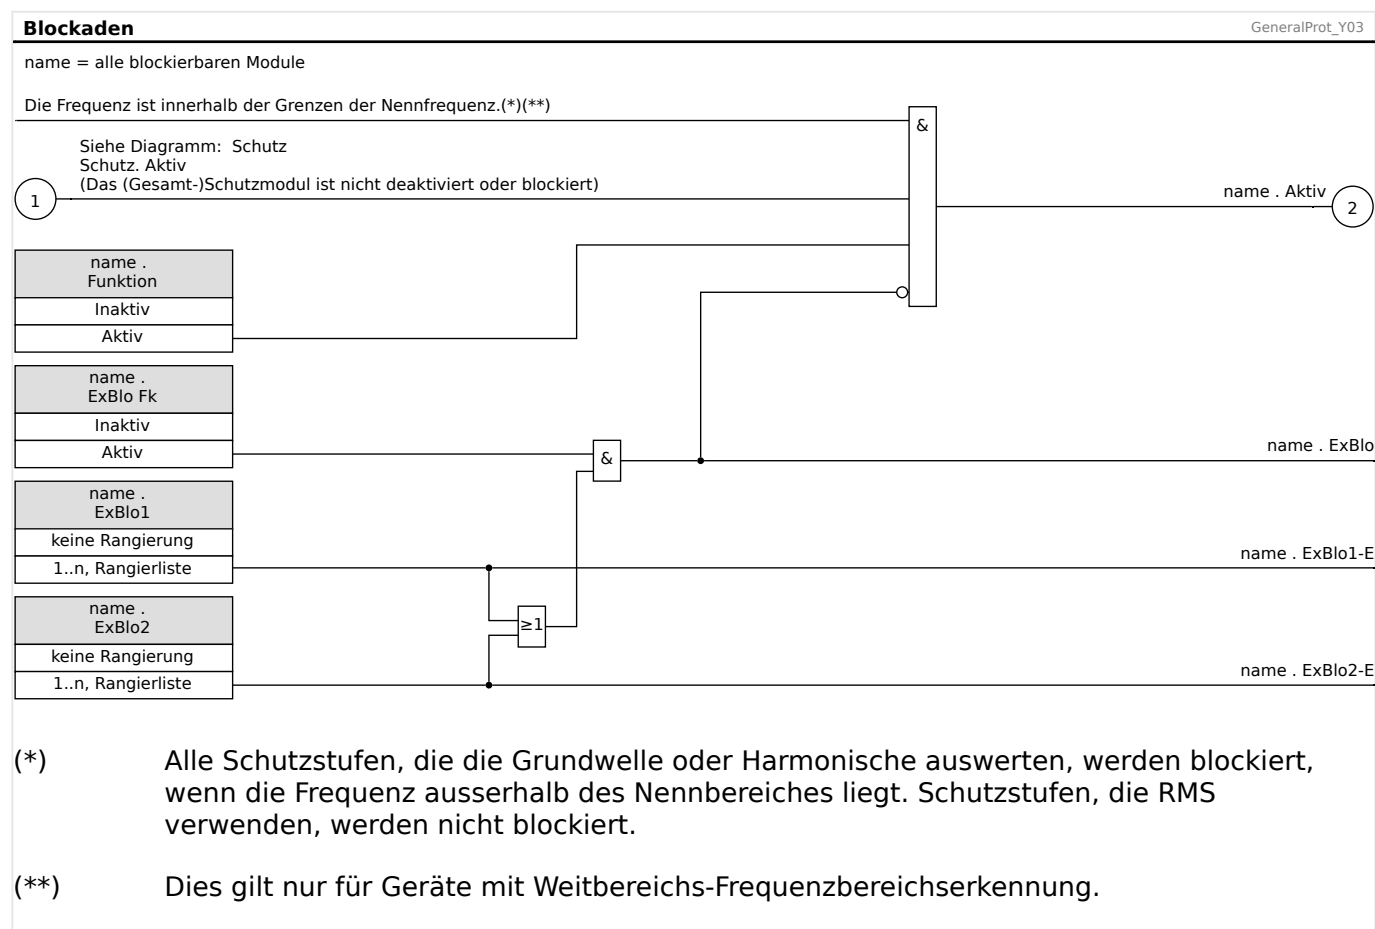 Blockaden
GeneralProt_Y03
name = alle blockierbaren Module
Die Frequenz ist innerhalb der Grenzen der Nennfrequenz.(*)(**)
&
Siehe Diagramm:  Schutz
Schutz. Aktiv
(Das (Gesamt-)Schutzmodul ist nicht deaktiviert oder blockiert)
1
name . Aktiv
2
name .
Funktion
Inaktiv
Aktiv
name .
ExBlo Fk
Inaktiv
Aktiv
&
name . ExBlo
name .
ExBlo1
keine Rangierung
1..n, Rangierliste
name . ExBlo1-E
name .
ExBlo2
≥1
keine Rangierung
1..n, Rangierliste
name . ExBlo2-E
(*) Alle Schutzstufen, die die Grundwelle oder Harmonische auswerten, werden blockiert,
wenn die Frequenz ausserhalb des Nennbereiches liegt. Schutzstufen, die RMS
verwenden, werden nicht blockiert.
(**) Dies gilt nur für Geräte mit Weitbereichs-Frequenzbereichserkennung.